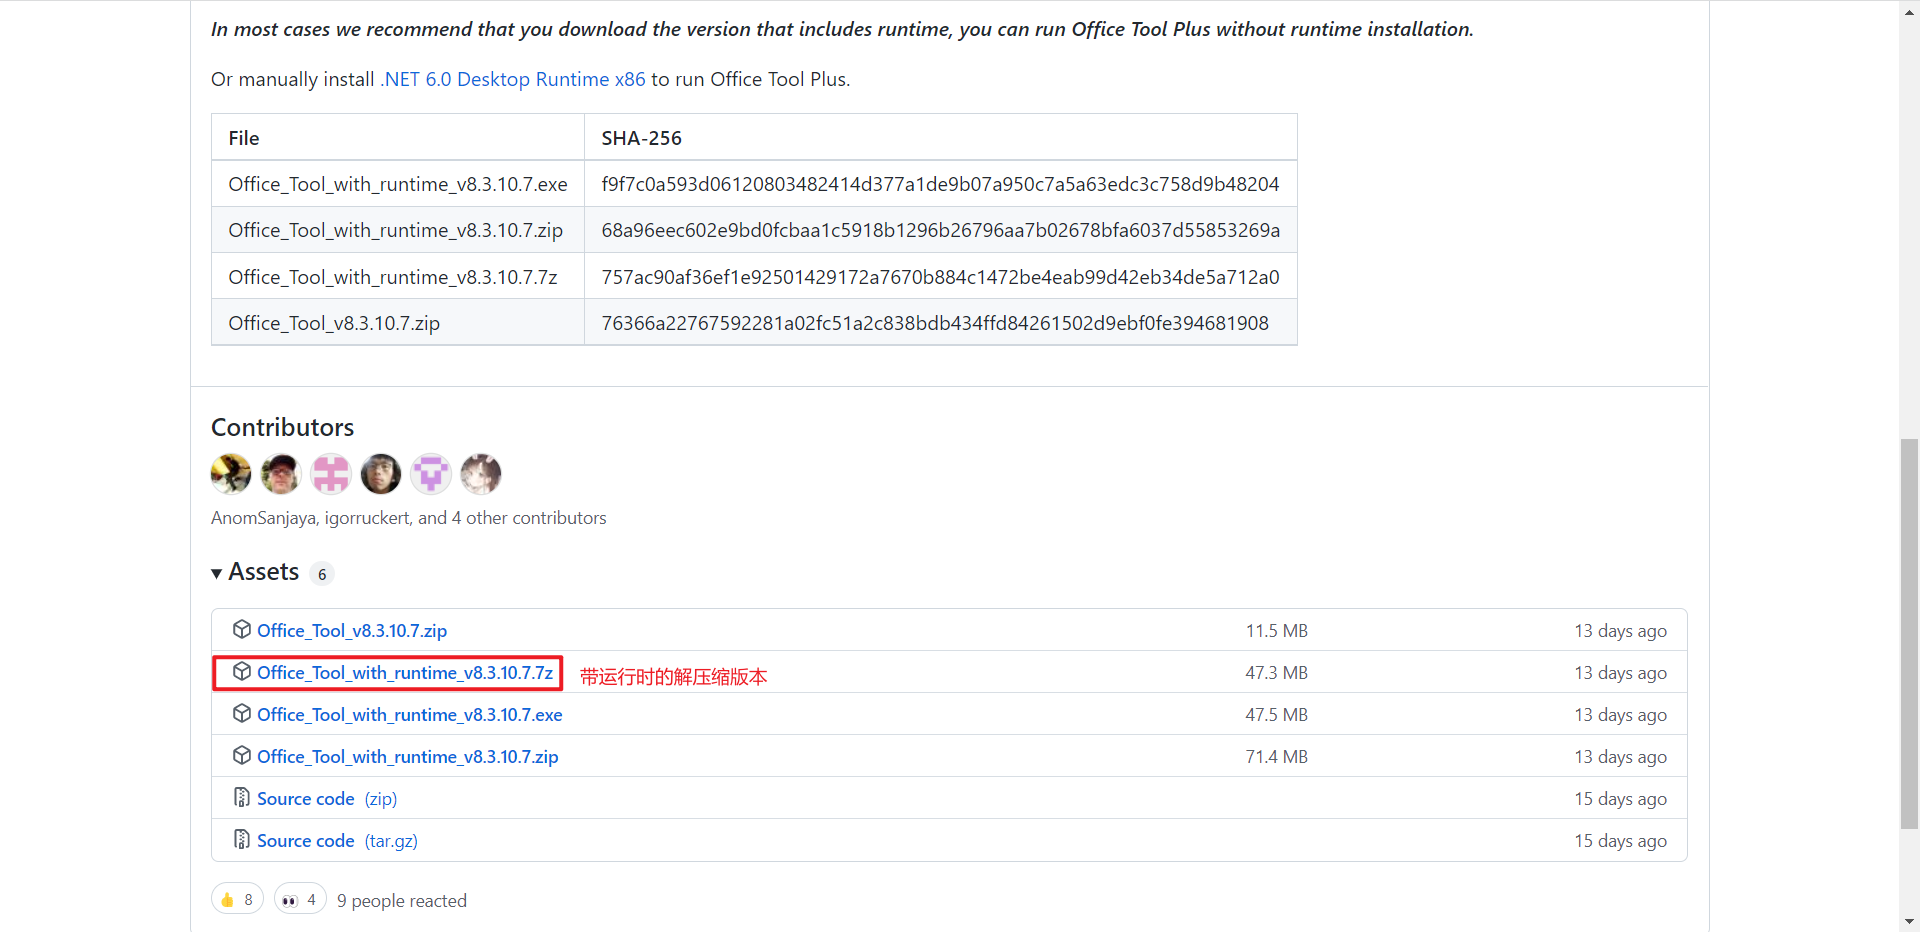 In most cases we recommend that you download the version that includes runtime, you can run Office Tool Plus without runtime installation.
Or manually install .NET 6.0 Desktop Runtime x86 to run Office Tool Plus.
File SHA-256
Office_Tool_with_runtime_v8.3.10.7.exe f9f7c0a593d06120803482414d377a1de9b07a950c7a5a63edc3c758d9b48204
Office_Tool_with_runtime_v8.3.10.7.zip 68a96eec602e9bd0fcbaa1c5918b1296b26796aa7b02678bfa6037d55853269a
Office_Tool_with_runtime_v8.3.10.7.7z 757ac90af36ef1e92501429172a7670b884c1472be4eab99d42eb34de5a712a0
Office_Tool_v8.3.10.7.zip 76366a22767592281a02fc51a2c838bdb434ffd84261502d9ebf0fe394681908
Contributors
AnomSanjaya, igorruckert, and 4 other contributors
Assets 6
Office_Tool_v8.3.10.7.zip 11.5 MB 13 days ago
Office_Tool_with_runtime_v8.3.10.7.7z 带运行时的解压缩版本 47.3 MB 13 days ago
Office_Tool_with_runtime_v8.3.10.7.exe 47.5 MB 13 days ago
Office_Tool_with_runtime_v8.3.10.7.zip 71.4 MB 13 days ago
Source code (zip) 15 days ago
Source code (tar.gz) 15 days ago
8 4 9 people reacted